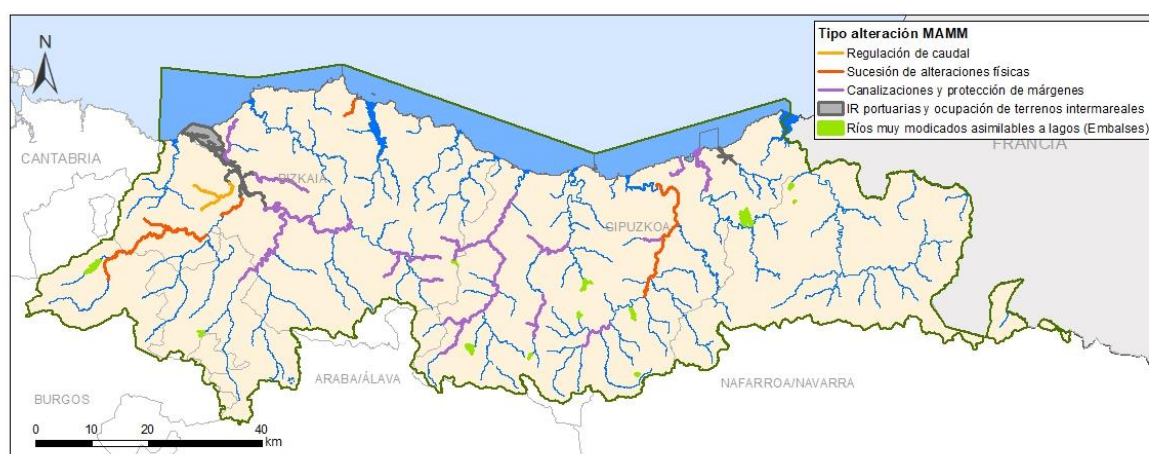 N
Tipo alteración MAMM
Regulación de caudal
Sucesión de alteraciones físicas
Canalizaciones y protección de márgenes
IR portuarias y ocupación de terrenos intermareales
Ríos muy modicados asimilables a lagos (Embalses)
FRANCIA
CANTABRIA
BIZKAIA
GIPUZKOA
ARABA/ÁLAVA
NAFARROA/NAVARRA
BURGOS
0 10 20 40
km